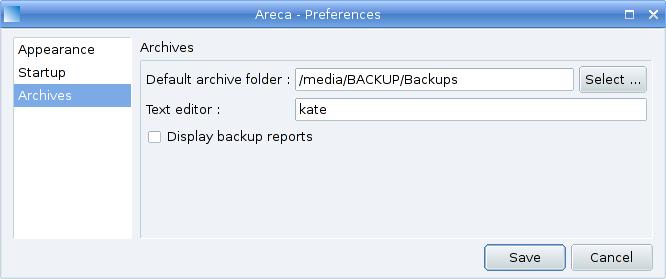 Areca - Preferences
Appearance
Startup
Archives
Archives
Default archive folder : /media/BACKUP/Backups Select ...
Text editor : kate
Display backup reports
Save Cancel